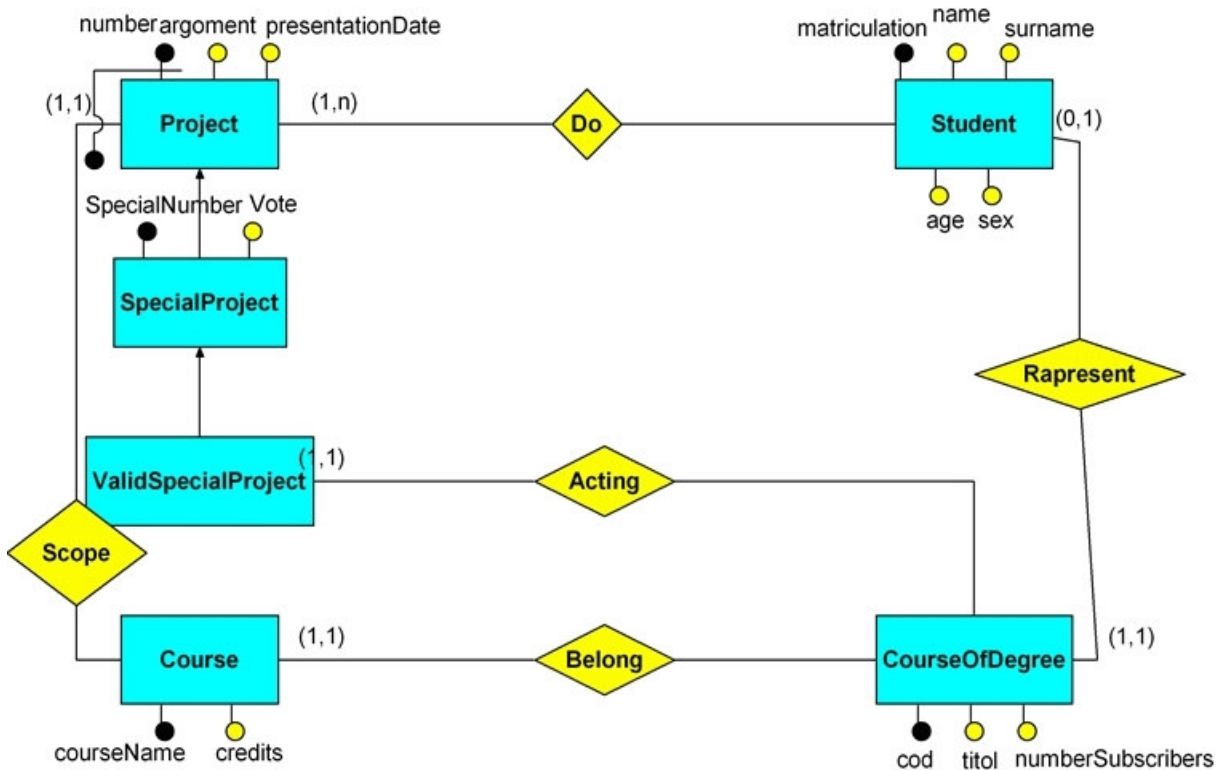 number argoment presentationDate
matriculation name surname
(1,1) Project (1,n) Do Student (0,1)
age sex
SpecialNumber Vote
SpecialProject
Rapresent
ValidSpecialProject (1,1) Acting
Scope
Course (1,1) Belong CourseOfDegree (1,1)
courseName credits
cod titol numberSubscribers